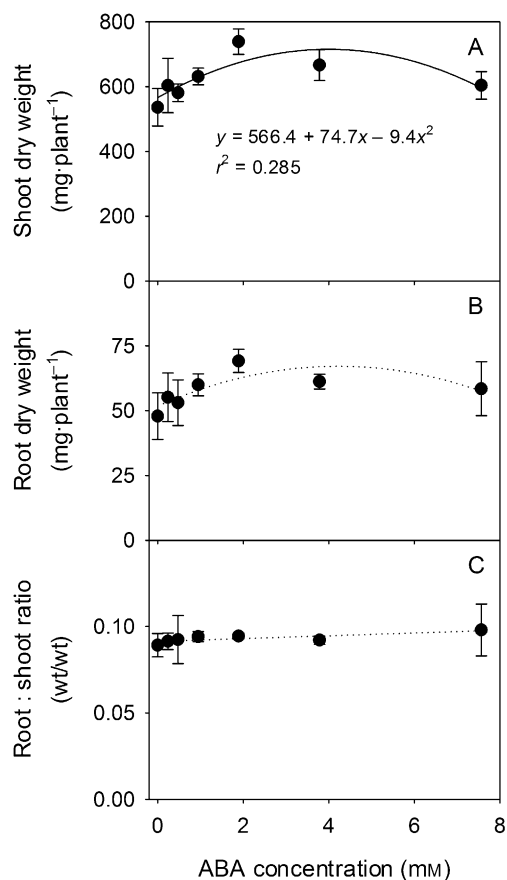 800
A
600
y = 566.4 + 74.7x – 9.4x²
r² = 0.285
400
200
0
Shoot dry weight
(mg·plant⁻¹)
B
75
50
25
0
Root dry weight
(mg·plant⁻¹)
C
0.10
0.05
0.00
Root : shoot ratio
(wt/wt)
0 2 4 6 8
ABA concentration (mM)